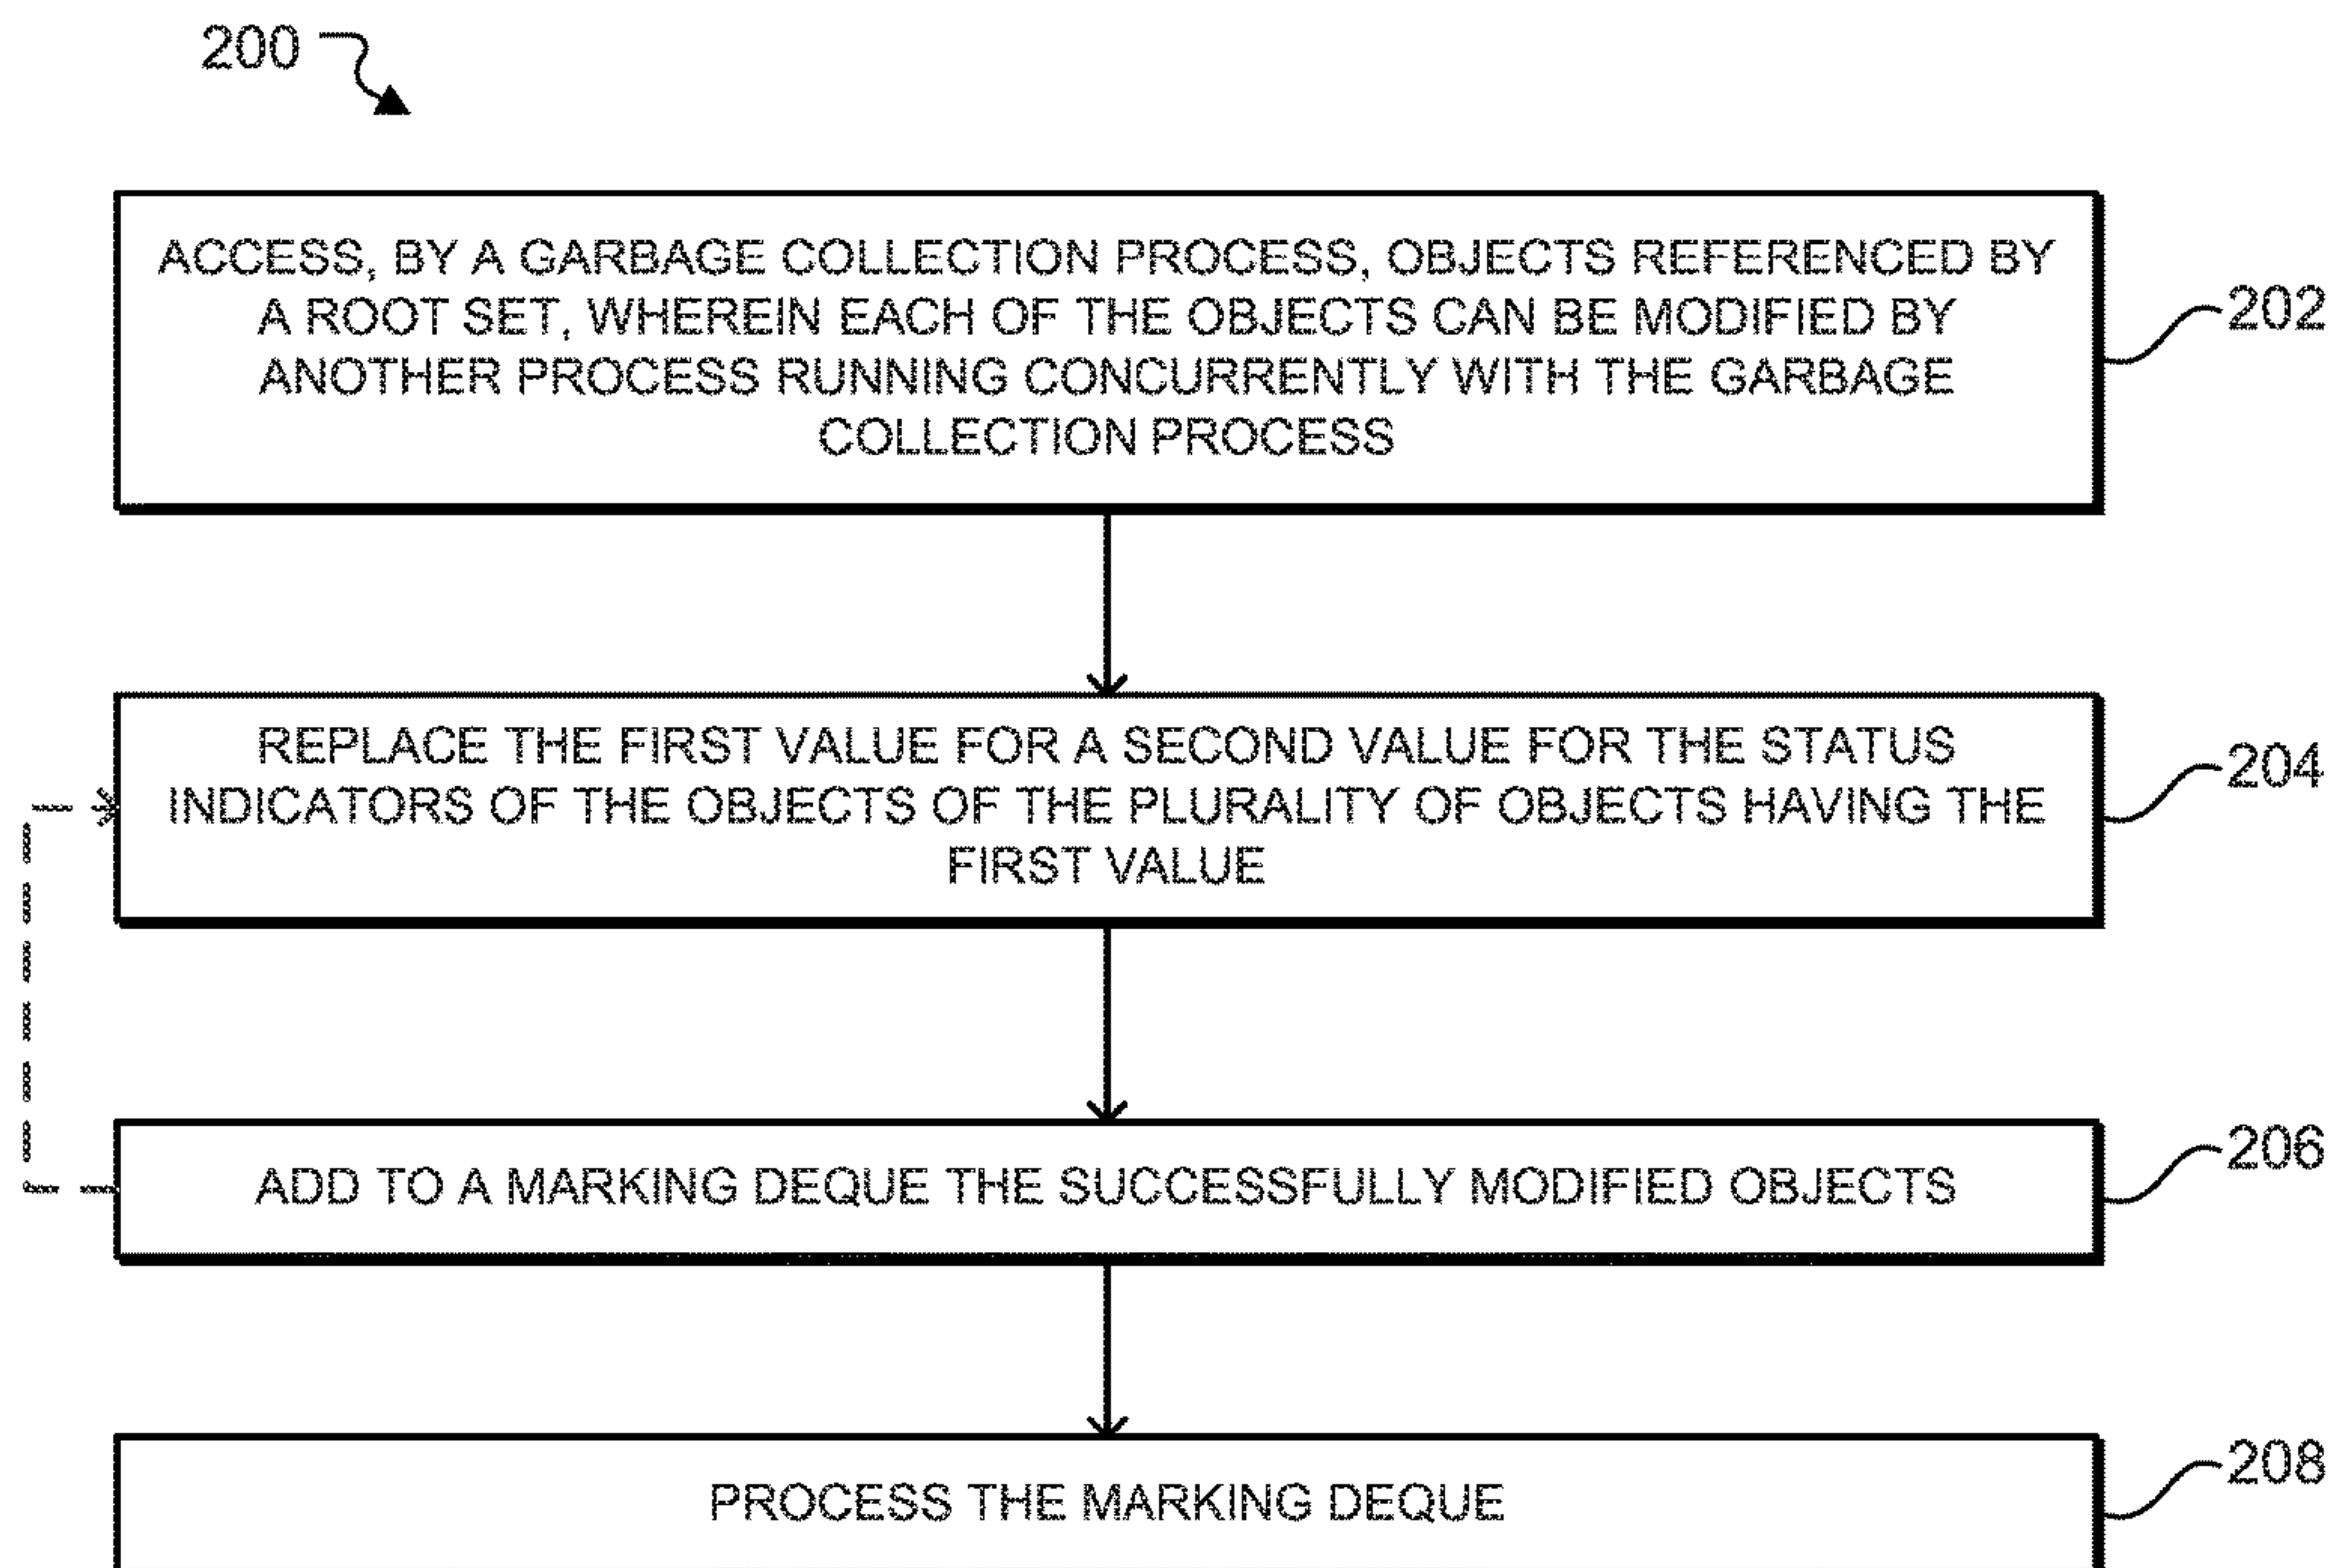 200
ACCESS, BY A GARBAGE COLLECTION PROCESS, OBJECTS REFERENCED BY
A ROOT SET, WHEREIN EACH OF THE OBJECTS CAN BE MODIFIED BY
ANOTHER PROCESS RUNNING CONCURRENTLY WITH THE GARBAGE
COLLECTION PROCESS
202
REPLACE THE FIRST VALUE FOR A SECOND VALUE FOR THE STATUS
INDICATORS OF THE OBJECTS OF THE PLURALITY OF OBJECTS HAVING THE
FIRST VALUE
204
ADD TO A MARKING DEQUE THE SUCCESSFULLY MODIFIED OBJECTS
206
PROCESS THE MARKING DEQUE
208